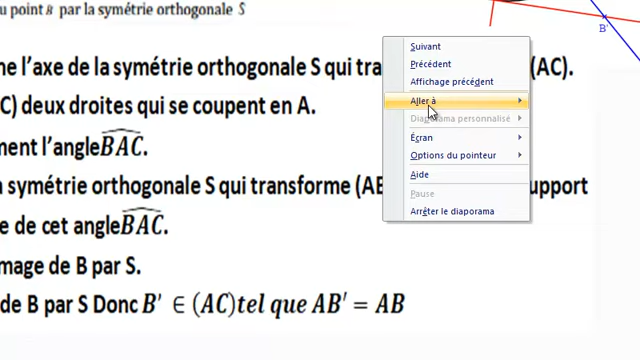 u point B par la symétrie orthogonale S
B'
ne l'axe de la symétrie orthogonale S qui tra
(AC).
C) deux droites qui se coupent en A.
ment l'angle BAC.
a symétrie orthogonale S qui transforme (AB
upport
e de cet angle BAC.
mage de B par S.
de B par S Donc B' ∈ (AC)tel que AB' = AB
Suivant
Précédent
Affichage précédent
Aller à
Diaporama personnalisé
Écran
Options du pointeur
Aide
Pause
Arrêter le diaporama